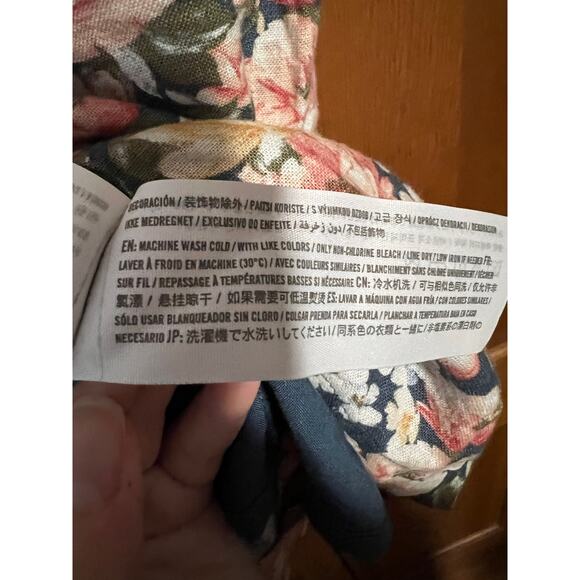 DECORACIÓN / 装饰物除外 / PAITSI KORISTE / S VÝJIMKOU OZDOB / 고급 장식 / OPRÓCZ DEKORACJI / DEKORASJON
IKKE MEDREGNET / EXCLUSIVO DO ENFEITE / دون زخرفة / 不包括飾物
EN: MACHINE WASH COLD / WITH LIKE COLORS / ONLY NON-CHLORINE BLEACH / LINE DRY / LOW IRON IF NEEDED FR:
LAVER À FROID EN MACHINE (30°C) / AVEC COULEURS SIMILAIRES / BLANCHIMENT SANS CHLORE UNIQUEMENT / SÉCHER
SUR FIL / REPASSAGE À TEMPÉRATURES BASSES SI NÉCESSAIRE CN: 冷水机洗 / 可与相似色同洗 / 仅允许非
氯漂 / 悬挂晾干 / 如果需要可低温熨烫 ES: LAVAR A MÁQUINA CON AGUA FRÍA / CON COLORES SIMILARES /
SÓLO USAR BLANQUEADOR SIN CLORO / COLGAR PRENDA PARA SECARLA / PLANCHAR A TEMPERATURA BAJA EN CASO
NECESARIO JP: 洗濯機で水洗いしてください / 同系色の衣類と一緒に / 非塩素系の漂白剤の